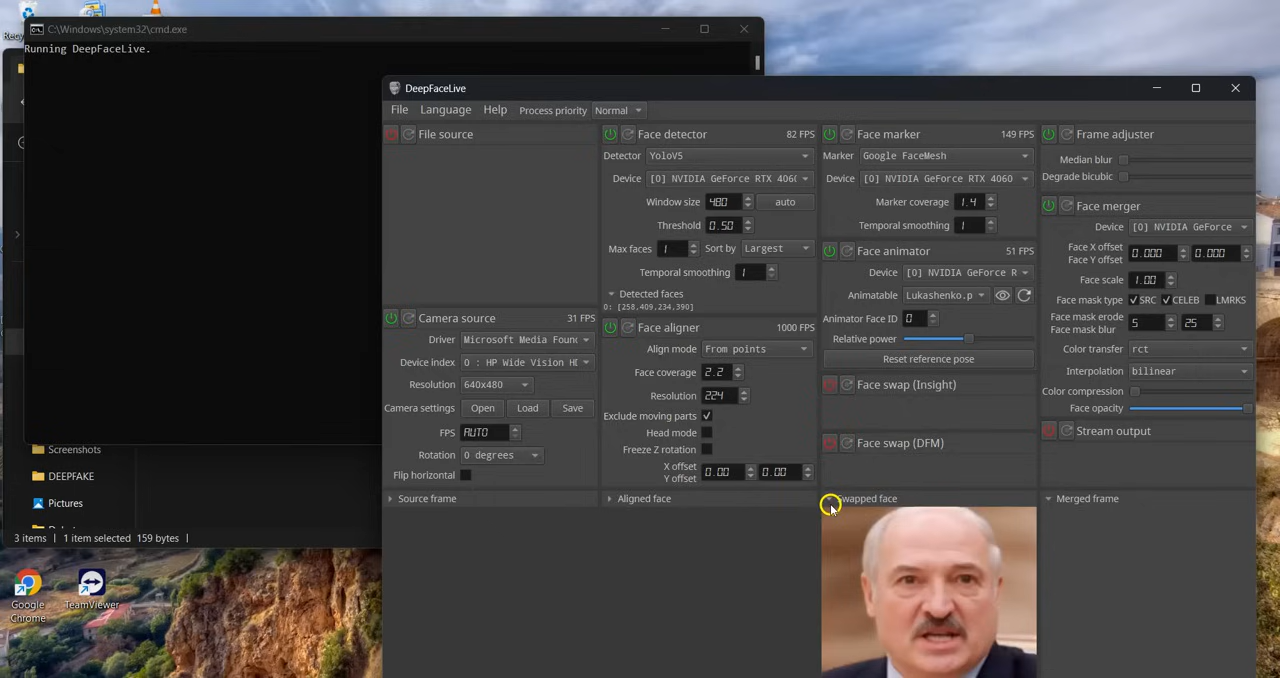 C:\Windows\system32\cmd.exe
Running DeepFaceLive.
DeepFaceLive
File Language Help Process priority Normal
File source
Camera source 31 FPS
Driver Microsoft Media Foun
Device index 0 : HP Wide Vision HD
Resolution 640x480
Camera settings Open Load Save
FPS AUTO
Rotation 0 degrees
Flip horizontal
Source frame
Face detector 82 FPS
Detector YoloV5
Device [0] NVIDIA GeForce RTX 4060
Window size 480 auto
Threshold 0.50
Max faces 1 Sort by Largest
Temporal smoothing 1
Detected faces
0: [258,409,234,390]
Face aligner 1000 FPS
Align mode From points
Face coverage 2.2
Resolution 224
Exclude moving parts
Head mode
Freeze Z rotation
X offset
Y offset
0.00 0.00
Aligned face
Face marker 149 FPS
Marker Google FaceMesh
Device [0] NVIDIA GeForce RTX 4060
Marker coverage 1.4
Temporal smoothing 1
Face animator 51 FPS
Device [0] NVIDIA GeForce R
Animatable Lukashenko.p
Animator Face ID 0
Relative power
Reset reference pose
Face swap (Insight)
Face swap (DFM)
Swapped face
Frame adjuster
Median blur
Degrade bicubic
Face merger
Device [0] NVIDIA GeForce
Face X offset
Face Y offset
0.000 0.000
Face scale 1.00
Face mask type SRC CELEB LMRKS
Face mask erode
Face mask blur
5 25
Color transfer rct
Interpolation bilinear
Color compression
Face opacity
Stream output
Merged frame
Screenshots
DEEPFAKE
Pictures
3 items 1 item selected 159 bytes
Google
Chrome
TeamViewer